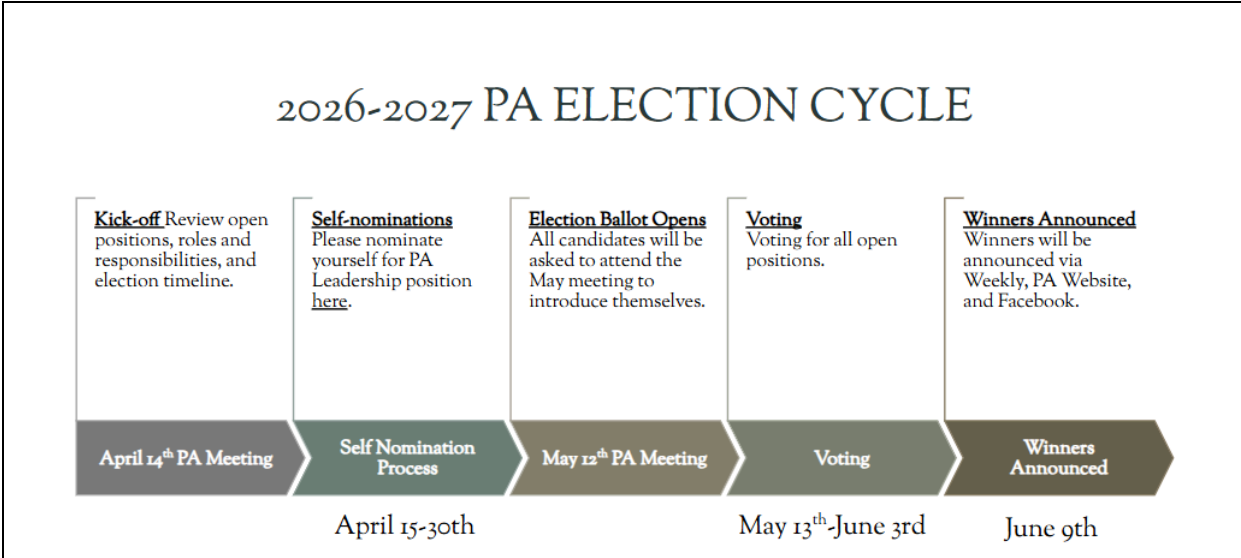 2026-2027 PA ELECTION CYCLE
Kick-off Review open
positions, roles and
responsibilities, and
election timeline.
Self-nominations
Please nominate
yourself for PA
Leadership position
here.
Election Ballot Opens
All candidates will be
asked to attend the
May meeting to
introduce themselves.
Voting
Voting for all open
positions.
Winners Announced
Winners will be
announced via
Weekly, PA Website,
and Facebook.
April 14th PA Meeting
Self Nomination
Process
May 12th PA Meeting
Voting
Winners
Announced
April 15-30th
May 13th-June 3rd
June 9th